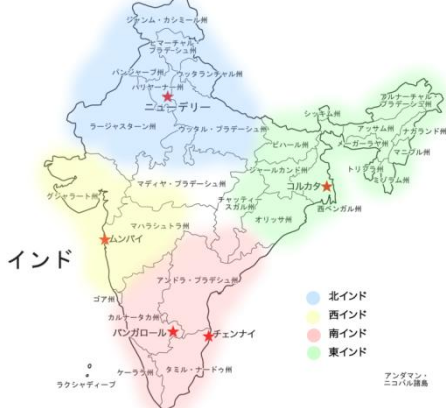 ジャンム・カシミール州
ヒマーチャル
プラデーシュ州
パンジャーブ州
ウッタランチャル州
ハリヤーナー州
ニューデリー
ラージャスターン州
ウッタル・プラデーシュ州
シッキム州
アルナーチャル
プラデーシュ州
アッサム州
ナガランド州
メーガーラヤ州
マニプル州
ビハール州
トリプラ州
ミゾラム州
ジャールカンド州
グジャラート州
マディヤ・プラデーシュ州
コルカタ
チャッティー
スガル州
西ベンガル州
オリッサ州
マハラシュトラ州
ムンバイ
インド
アンドラ・プラデシュ州
ゴア州
カルナータカ州
バンガロール
チェンナイ
ケーララ州
タミル・ナードゥ州
ラクシャディープ
北インド
西インド
南インド
東インド
アンダマン・
ニコバル諸島